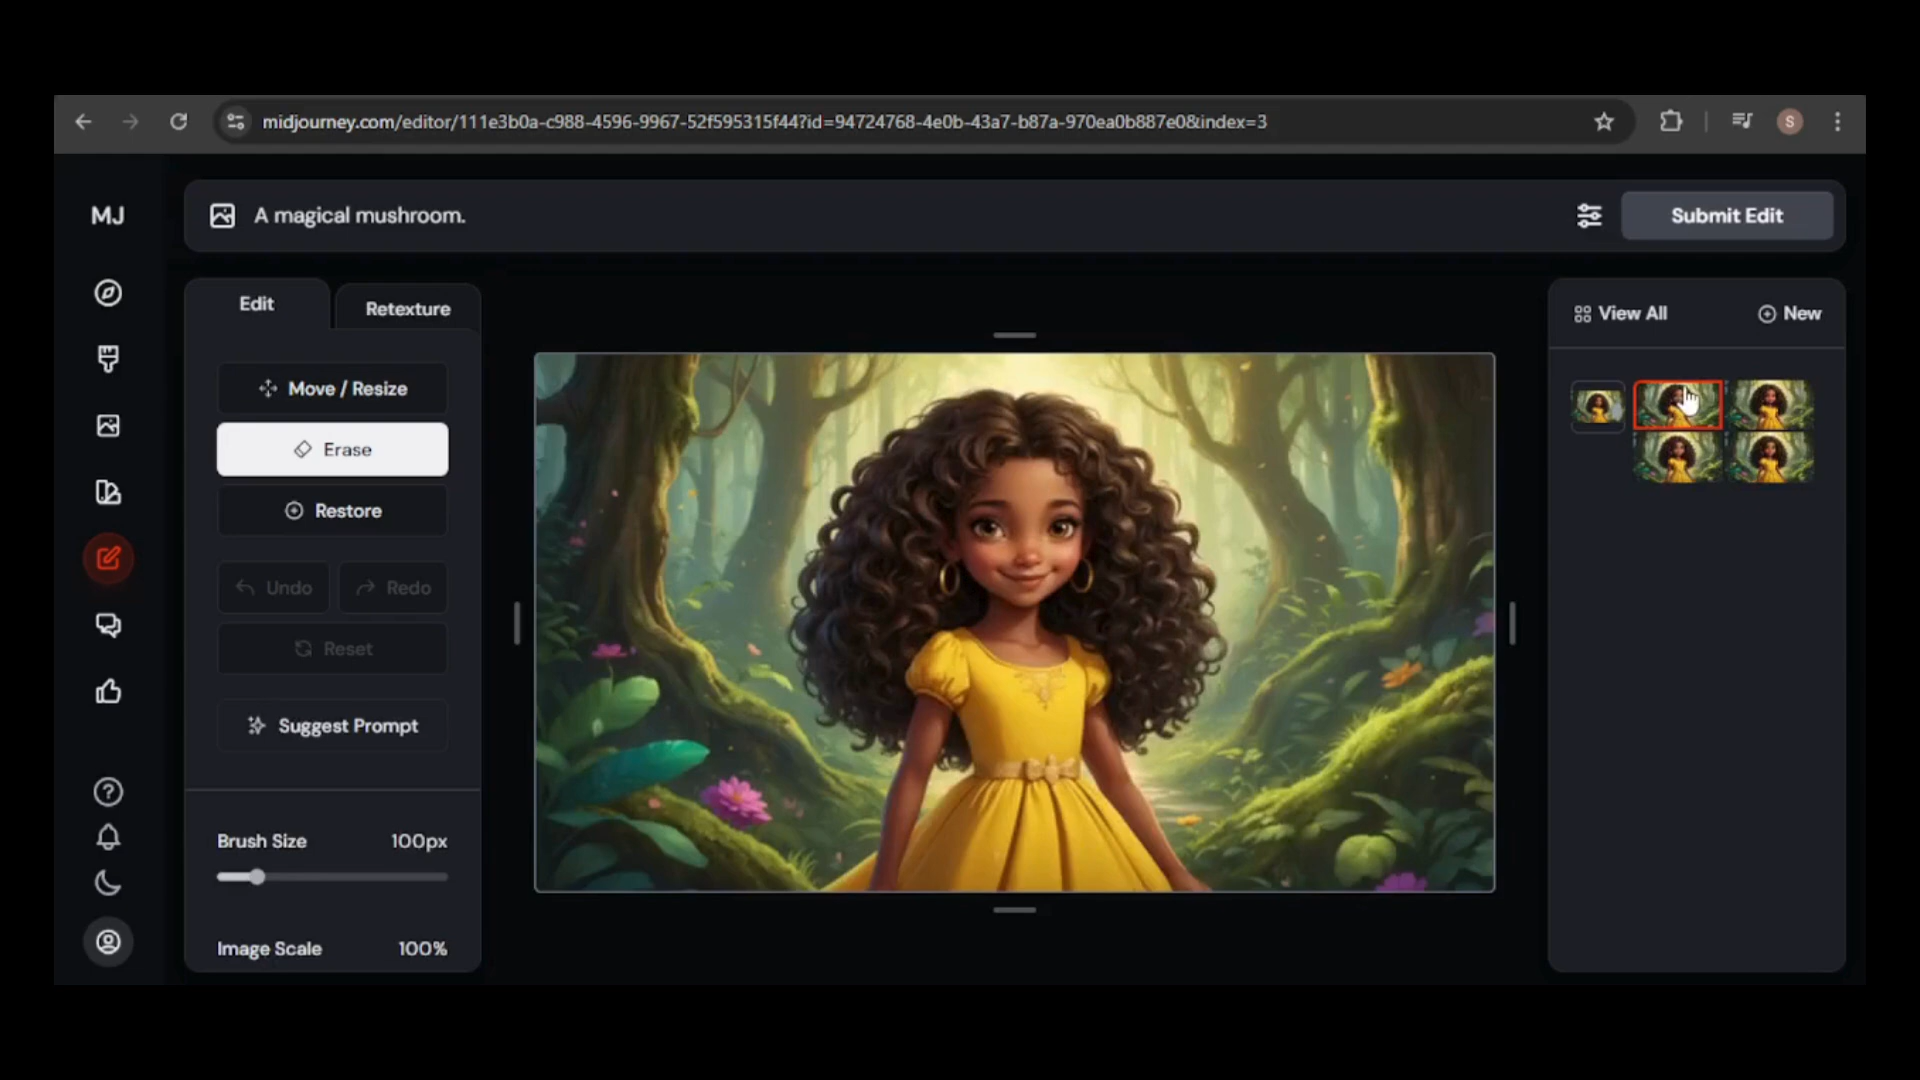 midjourney.com/editor/111e3b0a-c988-4596-9967-52f595315f44?id=94724768-4e0b-43a7-b87a-970ea0b887e0&index=3
S
MJ
A magical mushroom.
Submit Edit
Edit
Retexture
View All
New
Move / Resize
Erase
Restore
Undo
Redo
Reset
Suggest Prompt
Brush Size
100px
Image Scale
100%